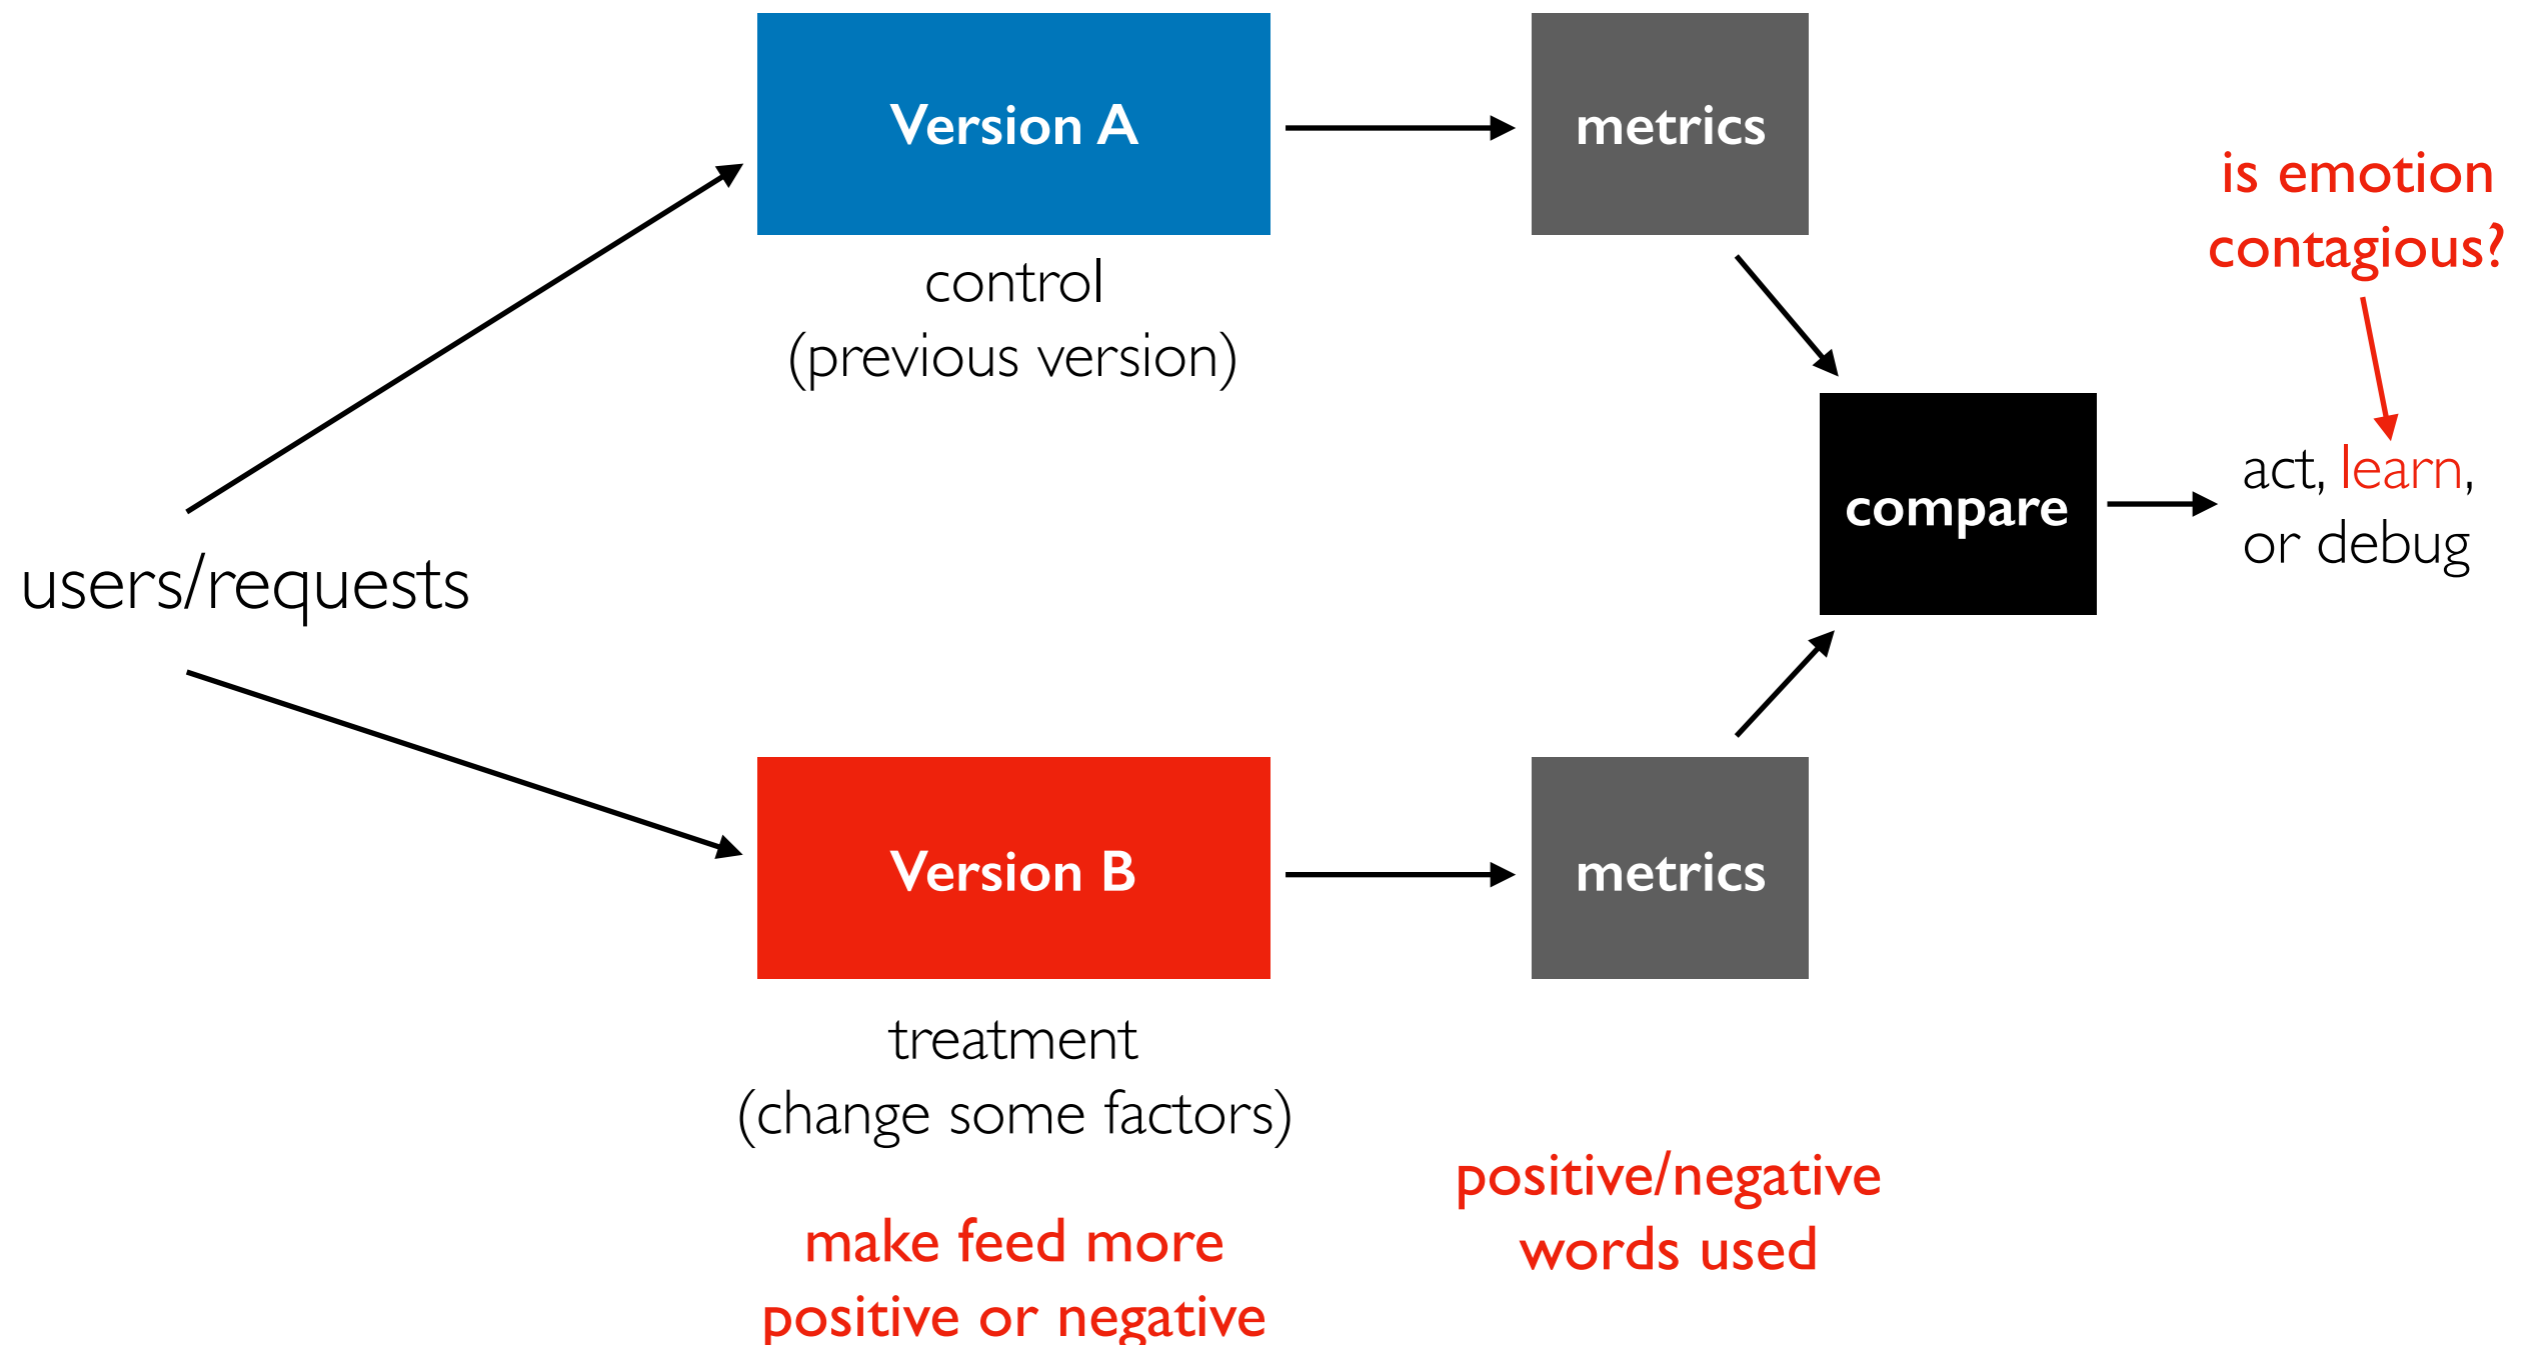 Version A
metrics
control
(previous version)
is emotion
contagious?
users/requests
compare
act, learn,
or debug
Version B
metrics
treatment
(change some factors)
make feed more
positive or negative
positive/negative
words used